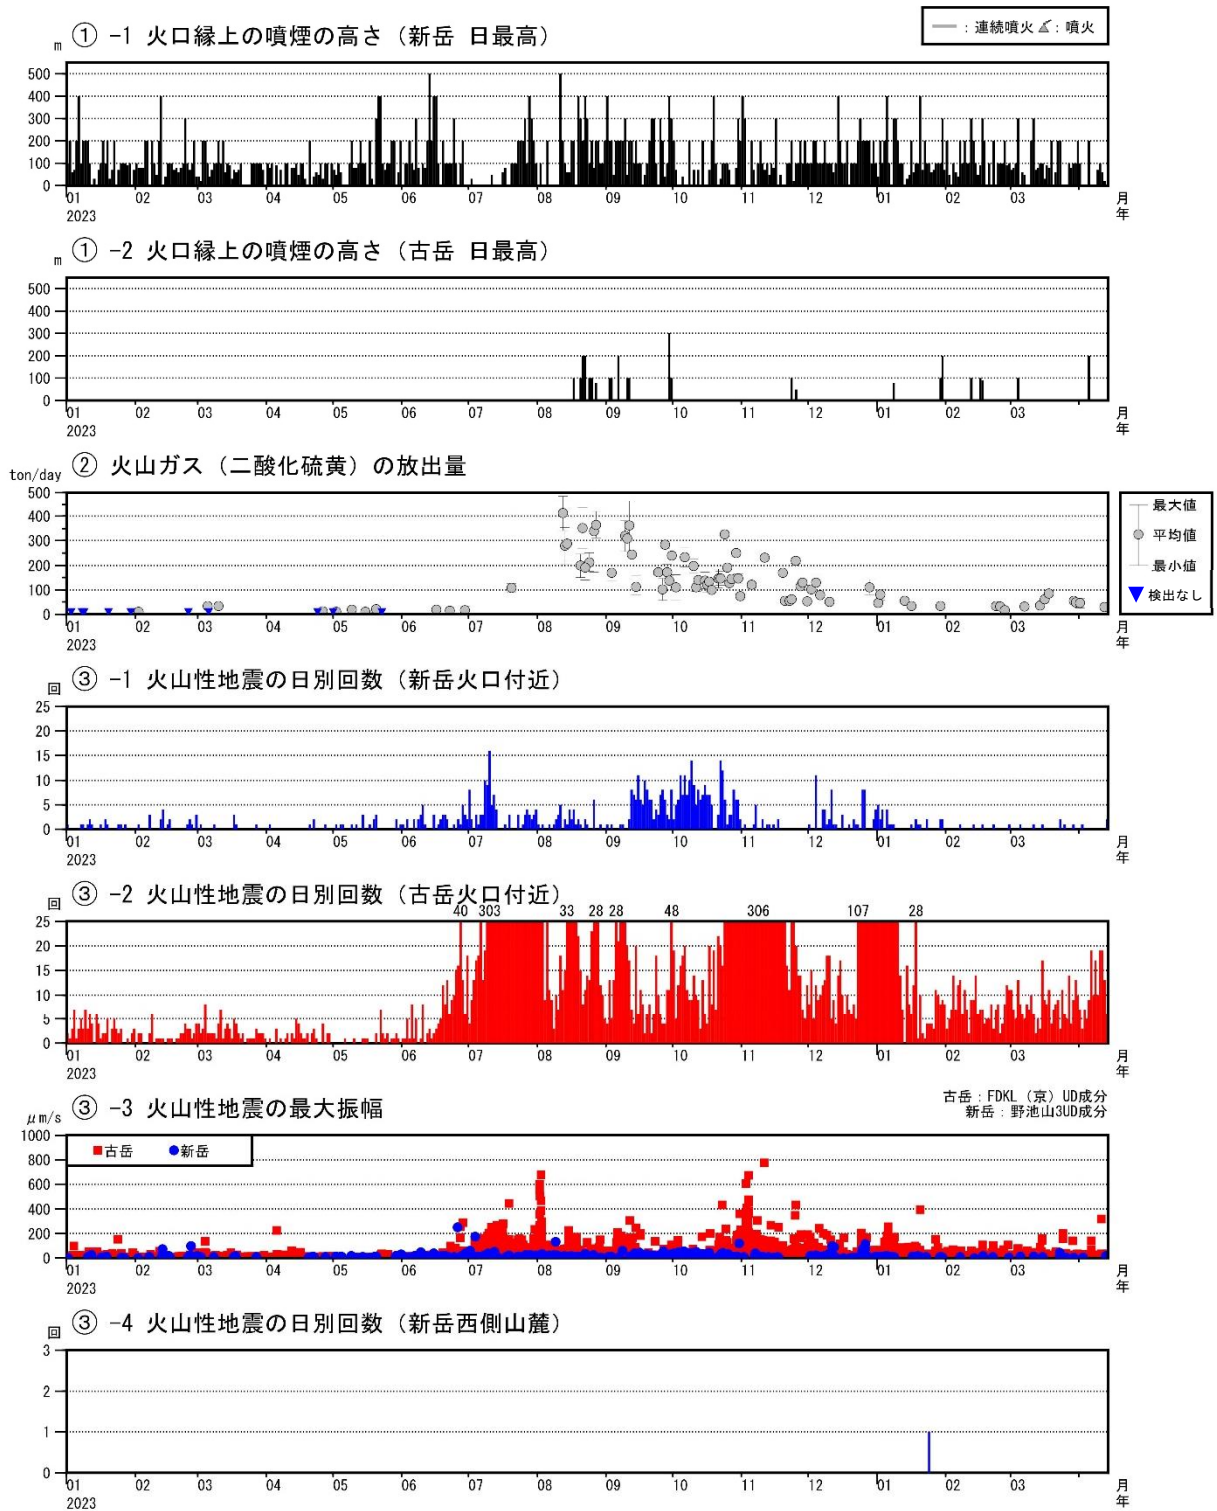 ① -1 火口縁上の噴煙の高さ（新岳 日最高）
― : 連続噴火 : 噴火
m
500
400
300
200
100
0
01 02 03 04 05 06 07 08 09 10 11 12 01 02 03 月
2023 年
① -2 火口縁上の噴煙の高さ（古岳 日最高）
m
500
400
300
200
100
0
01 02 03 04 05 06 07 08 09 10 11 12 01 02 03 月
2023 年
② 火山ガス（二酸化硫黄）の放出量
ton/day
500
400
300
200
100
0
最大値
平均値
最小値
▼ 検出なし
01 02 03 04 05 06 07 08 09 10 11 12 01 02 03 月
2023 年
③ -1 火山性地震の日別回数（新岳火口付近）
回
25
20
15
10
5
0
01 02 03 04 05 06 07 08 09 10 11 12 01 02 03 月
2023 年
③ -2 火山性地震の日別回数（古岳火口付近）
回
40 303 33 28 28 48 306 107 28
25
20
15
10
5
0
01 02 03 04 05 06 07 08 09 10 11 12 01 02 03 月
2023 年
③ -3 火山性地震の最大振幅
古岳 : FDKL（京）UD成分
新岳 : 野池山3UD成分
μm/s
1000
800
600
400
200
0
■古岳 ●新岳
01 02 03 04 05 06 07 08 09 10 11 12 01 02 03 月
2023 年
③ -4 火山性地震の日別回数（新岳西側山麓）
回
3
2
1
0
01 02 03 04 05 06 07 08 09 10 11 12 01 02 03 月
2023 年